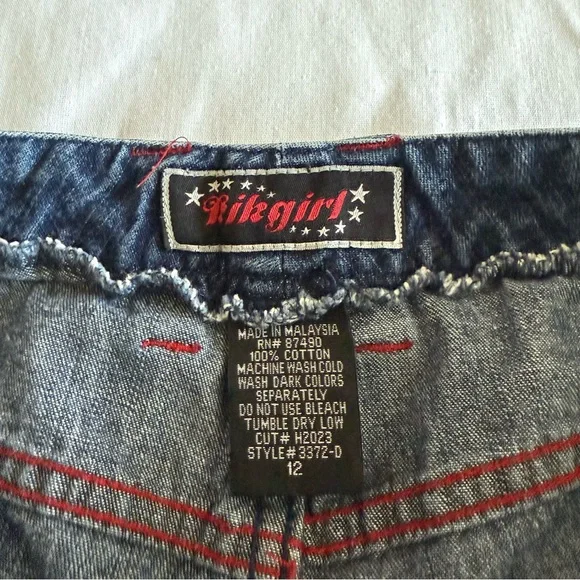 Rikgirl
MADE IN MALAYSIA
RN# 87490
100% COTTON
MACHINE WASH COLD
WASH DARK COLORS
SEPARATELY
DO NOT USE BLEACH
TUMBLE DRY LOW
CUT# H2023
STYLE# 3372-D
12